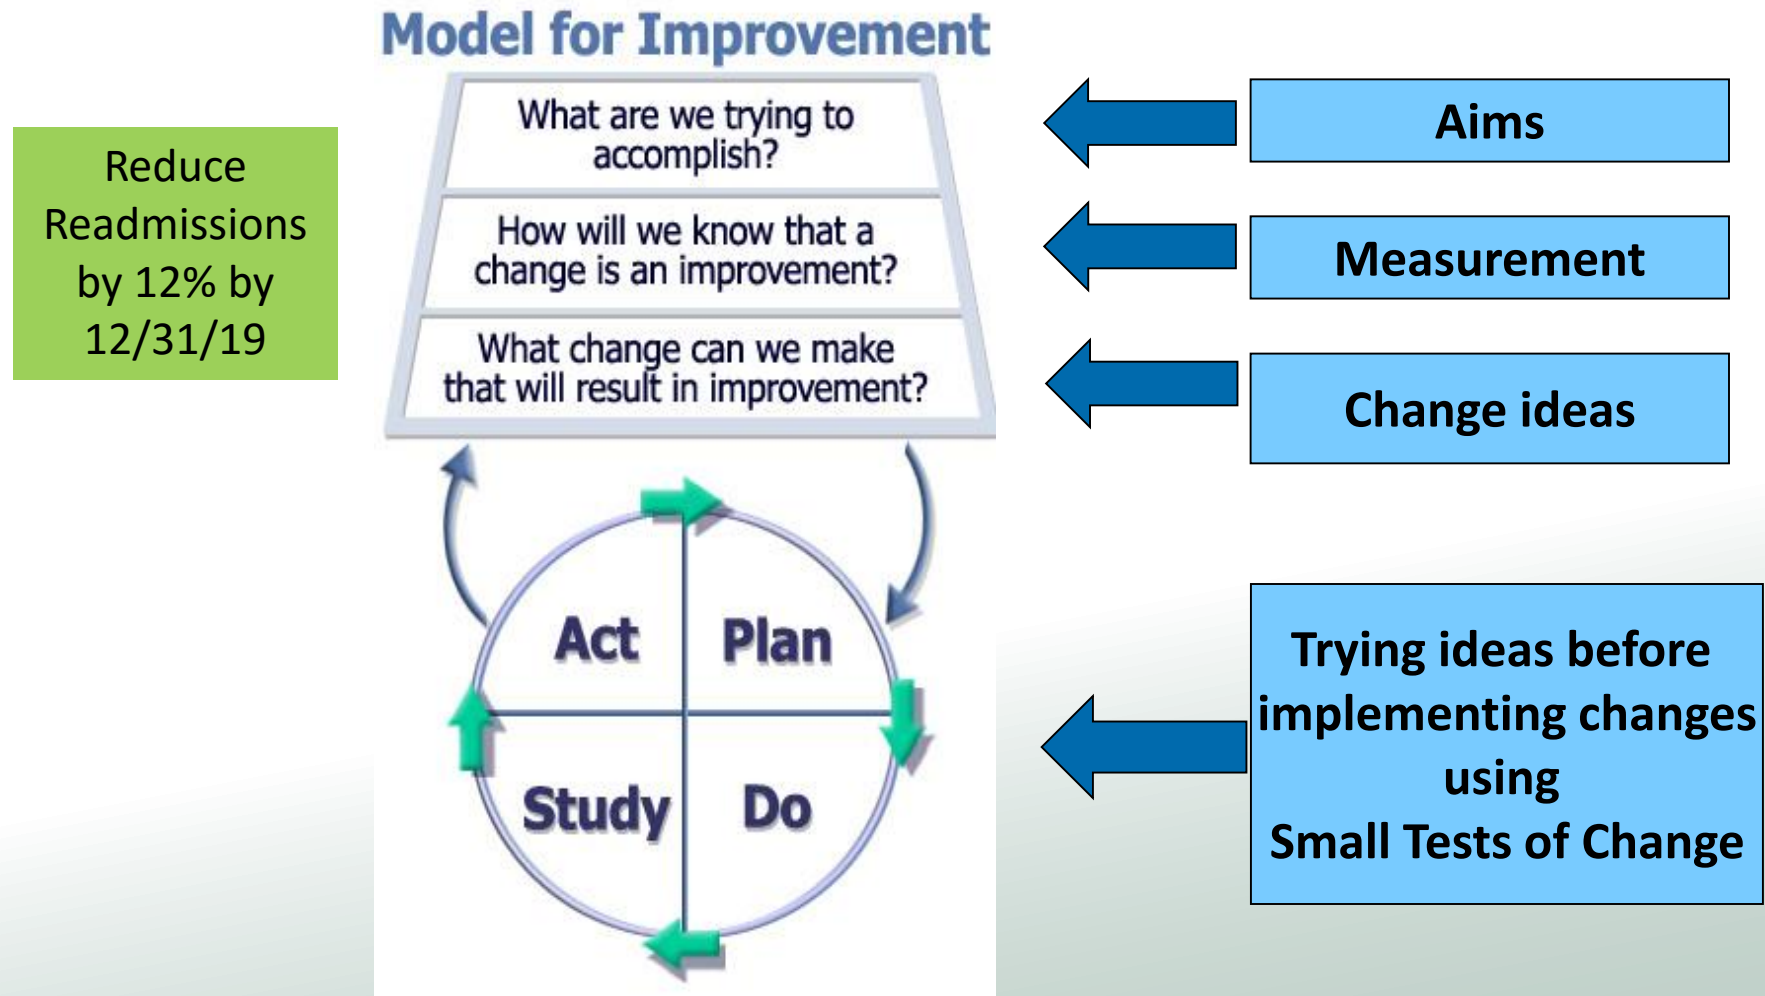 Model for Improvement
Reduce
Readmissions
by 12% by
12/31/19
What are we trying to
accomplish?
How will we know that a
change is an improvement?
What change can we make
that will result in improvement?
Aims
Measurement
Change ideas
Act
Plan
Study
Do
Trying ideas before
implementing changes
using
Small Tests of Change